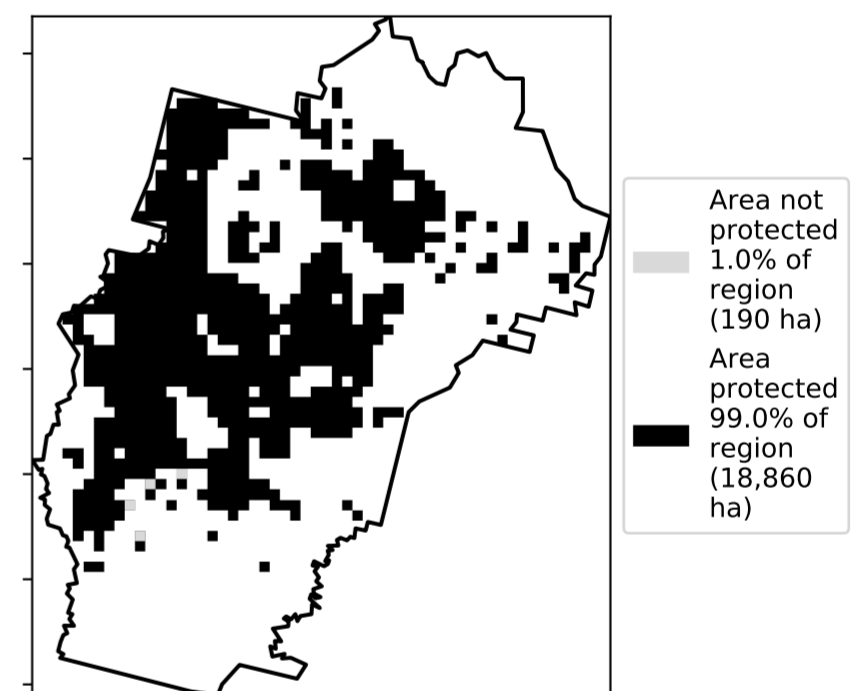 Area not
protected
1.0% of
region
(190 ha)
Area
protected
99.0% of
region
(18,860
ha)